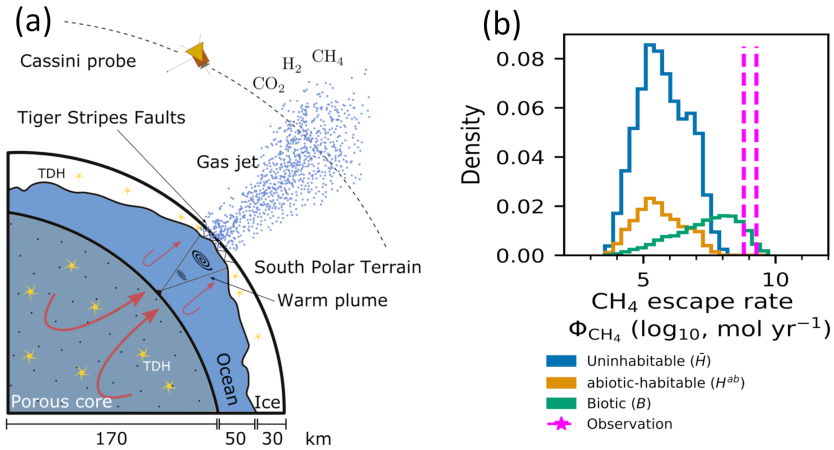 (a)
Cassini probe
H₂
CH₄
CO₂
Tiger Stripes Faults
Gas jet
TDH
South Polar Terrain
Warm plume
TDH
Porous core
Ocean
Ice
170
50
30
km
(b)
Density
0.08
0.06
0.04
0.02
0.00
5
10
CH₄ escape rate
Φ_CH₄ (log₁₀, mol yr⁻¹)
Uninhabitable (H̄)
abiotic-habitable (Hᵃᵇ)
Biotic (B)
Observation